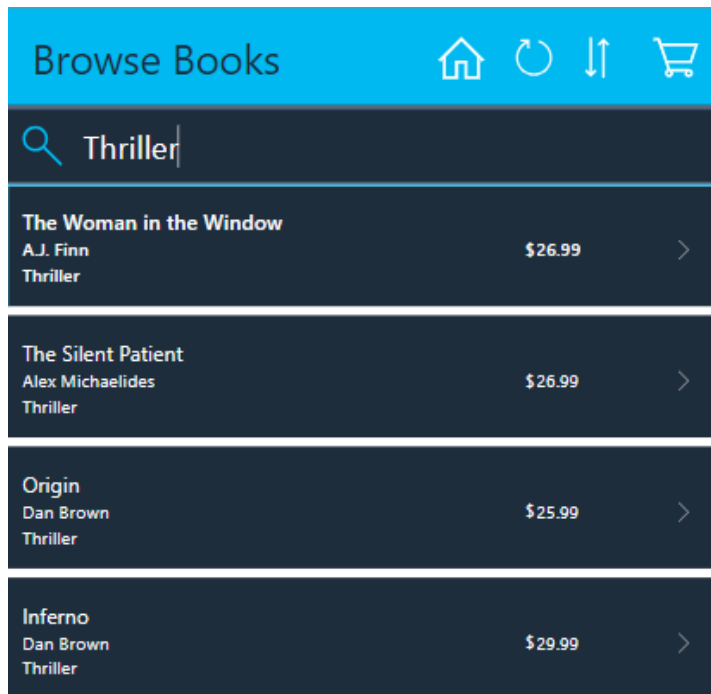 Browse Books
Thriller
The Woman in the Window
A.J. Finn
$26.99
Thriller
The Silent Patient
Alex Michaelides
$26.99
Thriller
Origin
Dan Brown
$25.99
Thriller
Inferno
Dan Brown
$29.99
Thriller